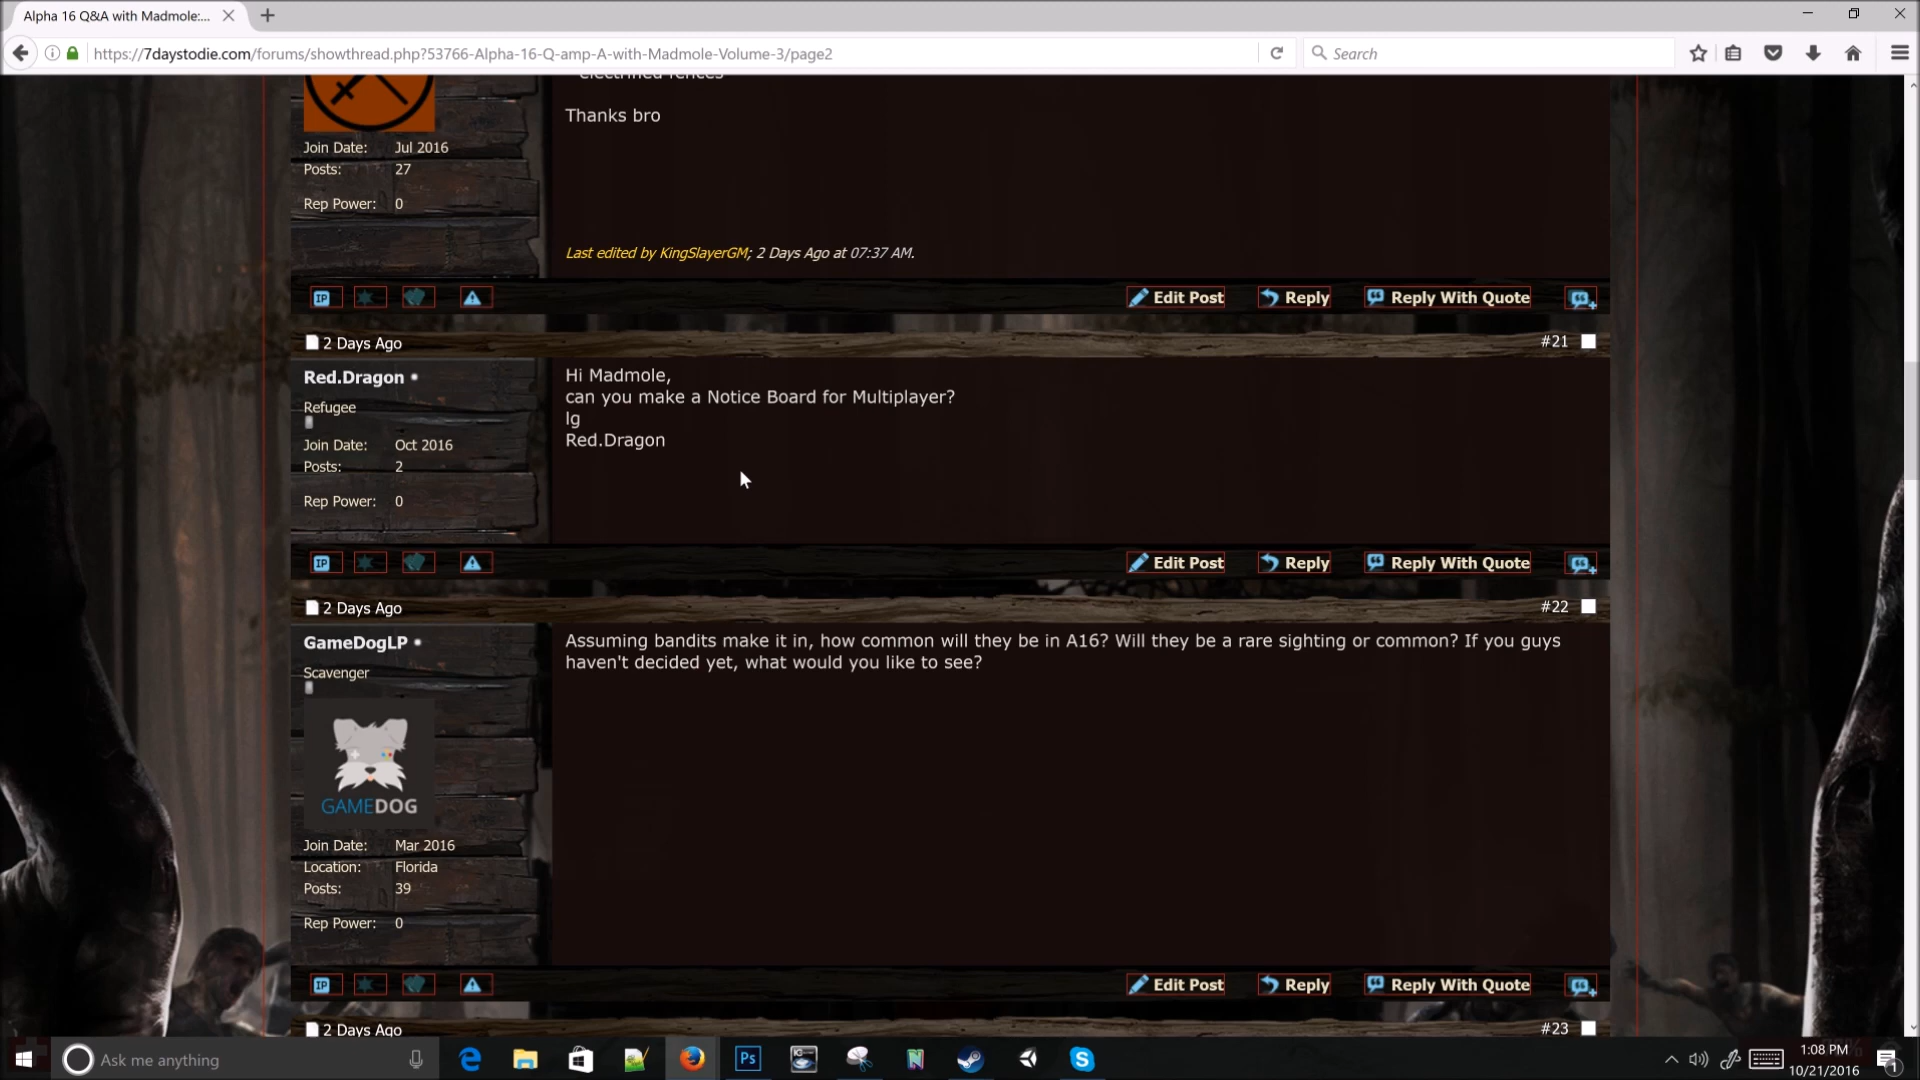 Alpha 16 Q&A with Madmole:...
https://7daystodie.com/forums/showthread.php?53766-Alpha-16-Q-amp-A-with-Madmole-Volume-3/page2
Search
electrified fences
Thanks bro
Join Date: Jul 2016
Posts: 27
Rep Power: 0
Last edited by KingSlayerGM; 2 Days Ago at 07:37 AM.
IP
Edit Post Reply Reply With Quote
2 Days Ago #21
Red.Dragon
Refugee
Join Date: Oct 2016
Posts: 2
Rep Power: 0
Hi Madmole,
can you make a Notice Board for Multiplayer?
lg
Red.Dragon
IP
Edit Post Reply Reply With Quote
2 Days Ago #22
GameDogLP
Scavenger
GAMEDOG
Join Date: Mar 2016
Location: Florida
Posts: 39
Rep Power: 0
Assuming bandits make it in, how common will they be in A16? Will they be a rare sighting or common? If you guys
haven't decided yet, what would you like to see?
IP
Edit Post Reply Reply With Quote
2 Days Ago #23
Ask me anything
Ps
1:08 PM
10/21/2016
1